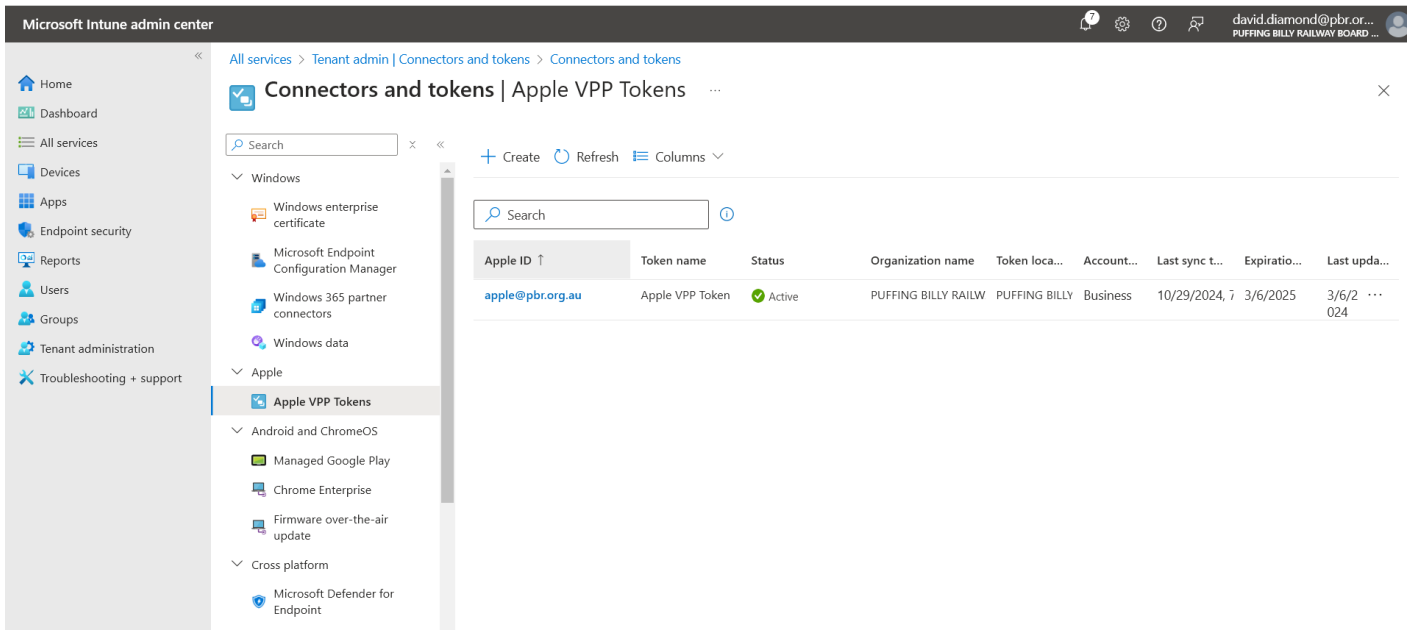 Microsoft Intune admin center
7
david.diamond@pbr.or...
PUFFING BILLY RAILWAY BOARD ...
Home
Dashboard
All services
Devices
Apps
Endpoint security
Reports
Users
Groups
Tenant administration
Troubleshooting + support
All services > Tenant admin | Connectors and tokens > Connectors and tokens
Connectors and tokens | Apple VPP Tokens ...
Search
Windows
Windows enterprise
certificate
Microsoft Endpoint
Configuration Manager
Windows 365 partner
connectors
Windows data
Apple
Apple VPP Tokens
Android and ChromeOS
Managed Google Play
Chrome Enterprise
Firmware over-the-air
update
Cross platform
Microsoft Defender for
Endpoint
Create Refresh Columns
Search
Apple ID ↑ Token name Status Organization name Token loca... Account... Last sync t... Expiratio... Last upda...
apple@pbr.org.au Apple VPP Token Active PUFFING BILLY RAILW PUFFING BILLY Business 10/29/2024, 7 3/6/2025 3/6/2 ...
024